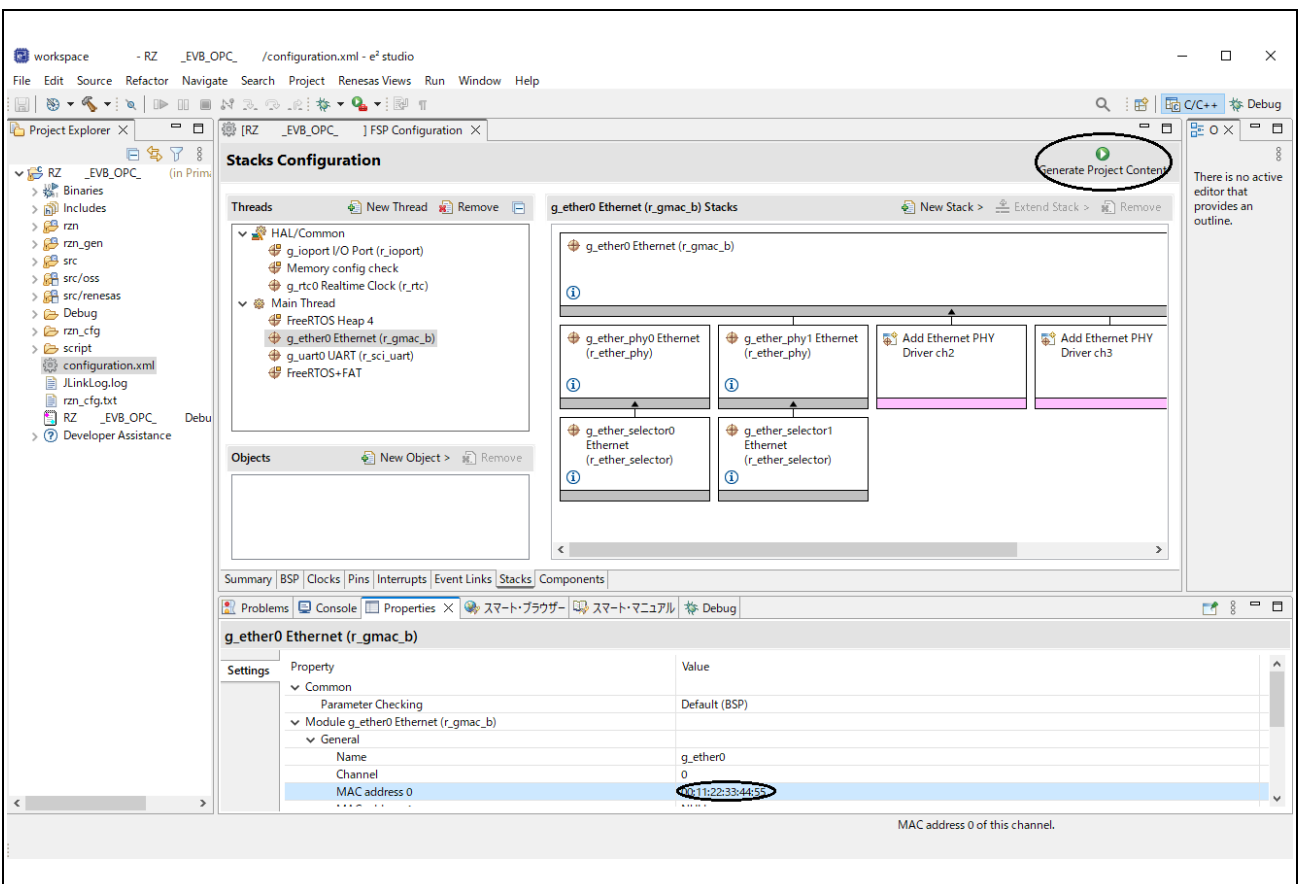 workspace - RZ _EVB_OPC_ /configuration.xml - e² studio
File Edit Source Refactor Navigate Search Project Renesas Views Run Window Help
C/C++ Debug
Project Explorer
[RZ _EVB_OPC_ ] FSP Configuration
O
Stacks Configuration
Generate Project Content
There is no active
editor that
provides an
outline.
RZ _EVB_OPC_ (in Prim
Binaries
Includes
rzn
rzn_gen
src
src/oss
src/renesas
Debug
rzn_cfg
script
configuration.xml
JLinkLog.log
rzn_cfg.txt
RZ _EVB_OPC_ Debu
Developer Assistance
Threads New Thread Remove
HAL/Common
g_ioport I/O Port (r_ioport)
Memory config check
g_rtc0 Realtime Clock (r_rtc)
Main Thread
FreeRTOS Heap 4
g_ether0 Ethernet (r_gmac_b)
g_uart0 UART (r_sci_uart)
FreeRTOS+FAT
Objects New Object > Remove
g_ether0 Ethernet (r_gmac_b) Stacks New Stack > Extend Stack > Remove
g_ether0 Ethernet (r_gmac_b)
g_ether_phy0 Ethernet
(r_ether_phy)
g_ether_phy1 Ethernet
(r_ether_phy)
Add Ethernet PHY
Driver ch2
Add Ethernet PHY
Driver ch3
g_ether_selector0
Ethernet
(r_ether_selector)
g_ether_selector1
Ethernet
(r_ether_selector)
Summary BSP Clocks Pins Interrupts Event Links Stacks Components
Problems Console Properties スマート・ブラウザー スマート・マニュアル Debug
g_ether0 Ethernet (r_gmac_b)
Settings
Property Value
Common
Parameter Checking Default (BSP)
Module g_ether0 Ethernet (r_gmac_b)
General
Name g_ether0
Channel 0
MAC address 0 00:11:22:33:44:55
MAC address 0 of this channel.